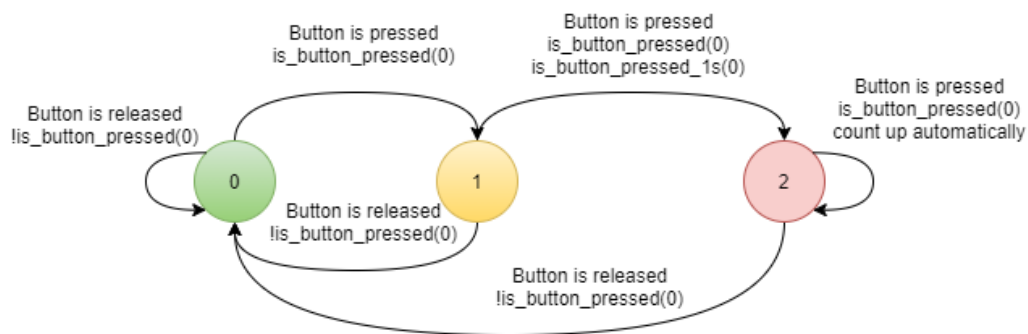 Button is pressed
is_button_pressed(0)
Button is pressed
is_button_pressed(0)
is_button_pressed_1s(0)
Button is pressed
is_button_pressed(0)
count up automatically
Button is released
!is_button_pressed(0)
0
1
2
Button is released
!is_button_pressed(0)
Button is released
!is_button_pressed(0)